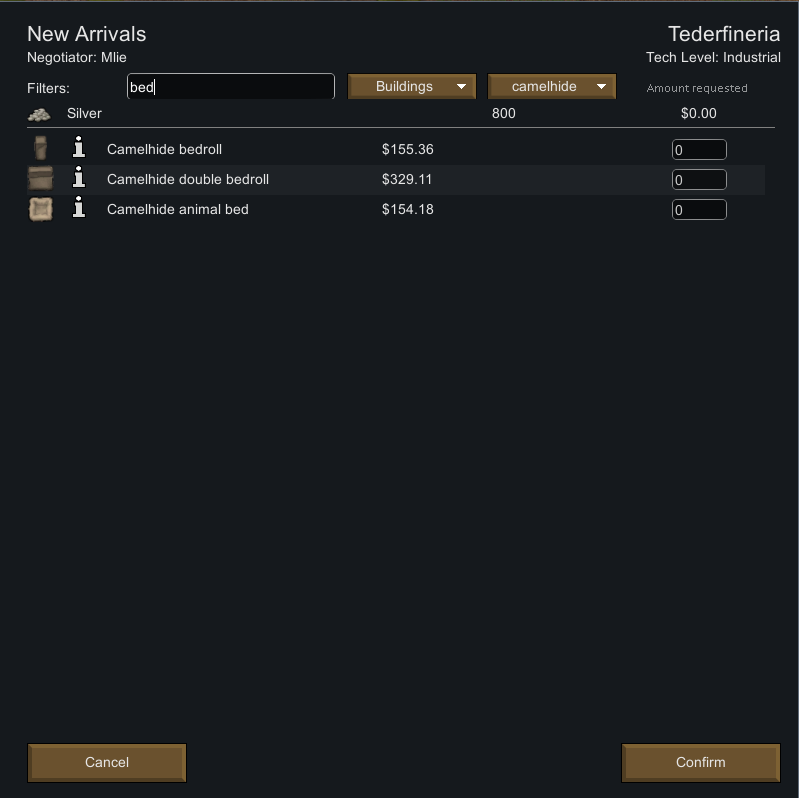 New Arrivals Tederfineria
Negotiator: Mlie Tech Level: Industrial
Filters: bed Buildings camelhide Amount requested
Silver 800 $0.00
Camelhide bedroll $155.36 0
Camelhide double bedroll $329.11 0
Camelhide animal bed $154.18 0
Cancel Confirm